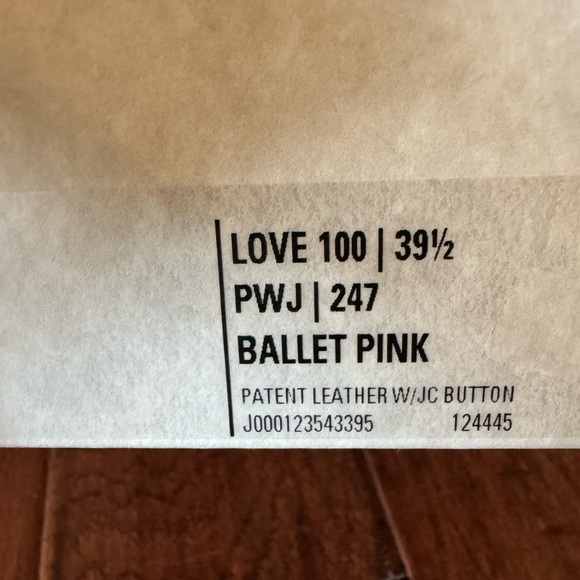 LOVE 100 | 39½
PWJ | 247
BALLET PINK
PATENT LEATHER W/JC BUTTON
J000123543395 124445